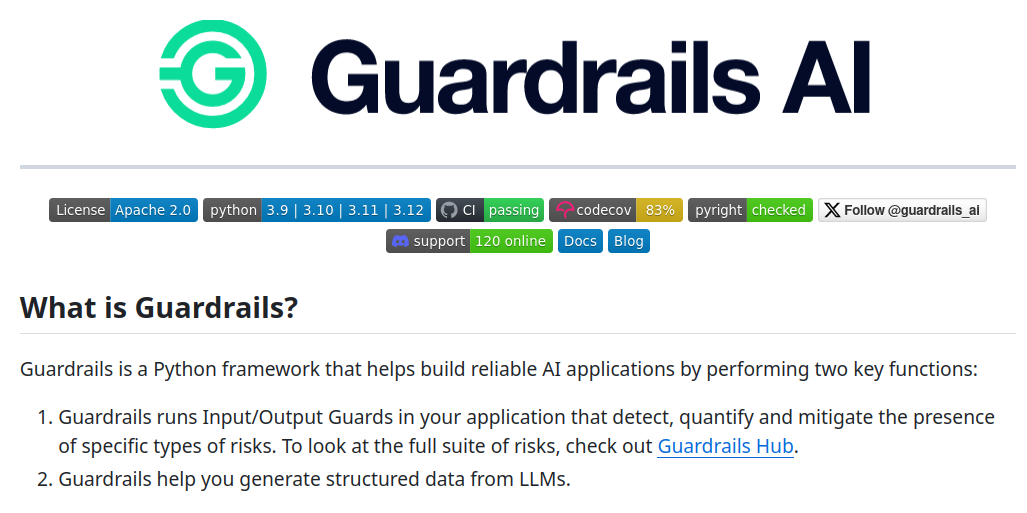 Guardrails AI
License Apache 2.0 python 3.9 | 3.10 | 3.11 | 3.12 CI passing codecov 83% pyright checked Follow @guardrails_ai
support 120 online Docs Blog
What is Guardrails?
Guardrails is a Python framework that helps build reliable AI applications by performing two key functions:
1. Guardrails runs Input/Output Guards in your application that detect, quantify and mitigate the presence
of specific types of risks. To look at the full suite of risks, check out Guardrails Hub.
2. Guardrails help you generate structured data from LLMs.